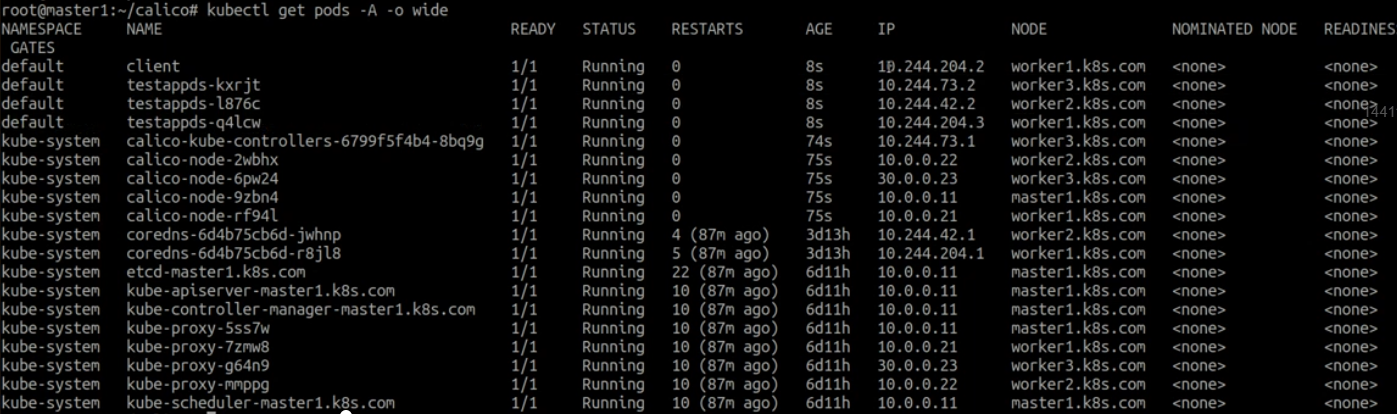 root@master1:~/calico# kubectl get pods -A -o wide
NAMESPACE NAME READY STATUS RESTARTS AGE IP NODE NOMINATED NODE READINES
GATES
default client 1/1 Running 0 8s 10.244.204.2 worker1.k8s.com <none> <none>
default testappds-kxrjt 1/1 Running 0 8s 10.244.73.2 worker3.k8s.com <none> <none>
default testappds-l876c 1/1 Running 0 8s 10.244.42.2 worker2.k8s.com <none> <none>
1441
default testappds-q4lcw 1/1 Running 0 8s 10.244.204.3 worker1.k8s.com <none> <none>
kube-system calico-kube-controllers-6799f5f4b4-8bq9g 1/1 Running 0 74s 10.244.73.1 worker3.k8s.com <none> <none>
kube-system calico-node-2wbhx 1/1 Running 0 75s 10.0.0.22 worker2.k8s.com <none> <none>
kube-system calico-node-6pw24 1/1 Running 0 75s 30.0.0.23 worker3.k8s.com <none> <none>
kube-system calico-node-9zbn4 1/1 Running 0 75s 10.0.0.11 master1.k8s.com <none> <none>
kube-system calico-node-rf94l 1/1 Running 0 75s 10.0.0.21 worker1.k8s.com <none> <none>
kube-system coredns-6d4b75cb6d-jwhnp 1/1 Running 4 (87m ago) 3d13h 10.244.42.1 worker2.k8s.com <none> <none>
kube-system coredns-6d4b75cb6d-r8jl8 1/1 Running 5 (87m ago) 3d13h 10.244.204.1 worker1.k8s.com <none> <none>
kube-system etcd-master1.k8s.com 1/1 Running 22 (87m ago) 6d11h 10.0.0.11 master1.k8s.com <none> <none>
kube-system kube-apiserver-master1.k8s.com 1/1 Running 10 (87m ago) 6d11h 10.0.0.11 master1.k8s.com <none> <none>
kube-system kube-controller-manager-master1.k8s.com 1/1 Running 10 (87m ago) 6d11h 10.0.0.11 master1.k8s.com <none> <none>
kube-system kube-proxy-5ss7w 1/1 Running 10 (87m ago) 6d11h 10.0.0.11 master1.k8s.com <none> <none>
kube-system kube-proxy-7zmw8 1/1 Running 10 (87m ago) 6d11h 10.0.0.21 worker1.k8s.com <none> <none>
kube-system kube-proxy-g64n9 1/1 Running 10 (87m ago) 6d11h 30.0.0.23 worker3.k8s.com <none> <none>
kube-system kube-proxy-mmppg 1/1 Running 10 (87m ago) 6d11h 10.0.0.22 worker2.k8s.com <none> <none>
kube-system kube-scheduler-master1.k8s.com 1/1 Running 10 (87m ago) 6d11h 10.0.0.11 master1.k8s.com <none> <none>